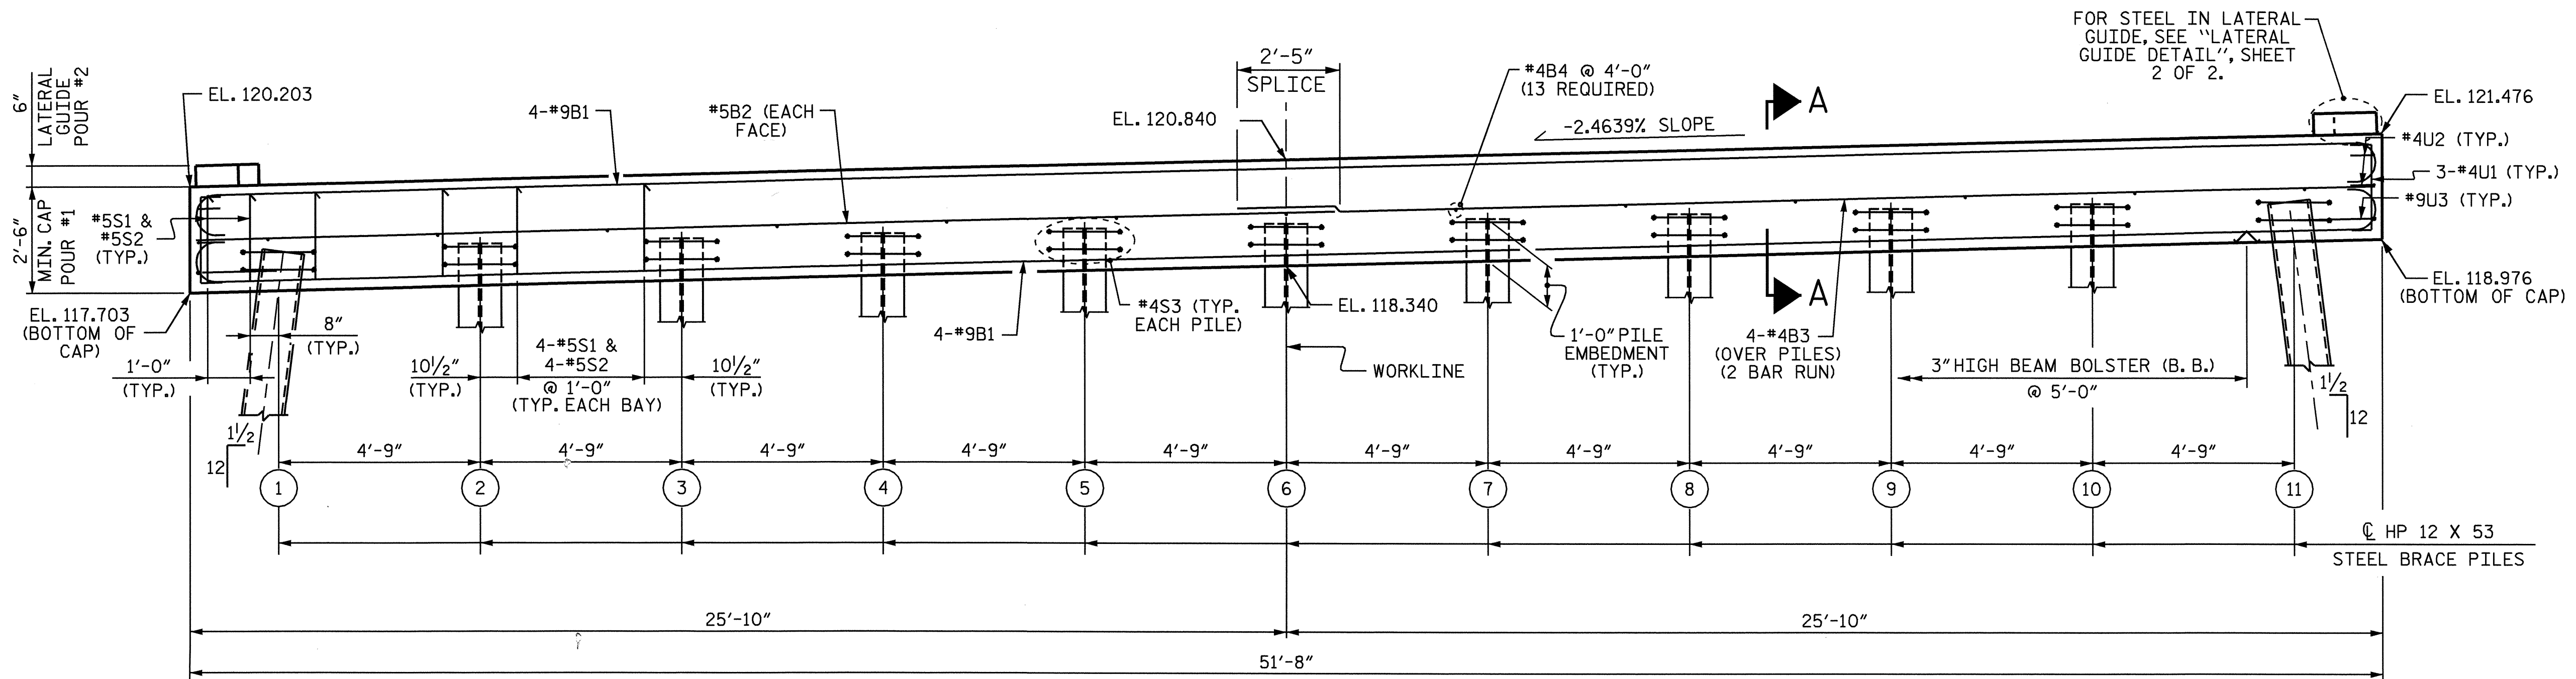 FOR STEEL IN LATERAL
GUIDE, SEE "LATERAL
GUIDE DETAIL", SHEET
2 OF 2.
6"
LATERAL
GUIDE
POUR #2
EL. 120.203
4-#9B1
#5B2 (EACH
FACE)
2'-5"
SPLICE
EL. 120.840
#4B4 @ 4'-0"
(13 REQUIRED)
-2.4639% SLOPE
A
EL. 121.476
#4U2 (TYP.)
3-#4U1 (TYP.)
#9U3 (TYP.)
2'-6"
MIN. CAP
POUR #1
#5S1 &
#5S2
(TYP.)
EL. 117.703
(BOTTOM OF
CAP)
8"
(TYP.)
1'-0"
(TYP.)
10½"
(TYP.)
4-#5S1 &
4-#5S2
@ 1'-0"
(TYP. EACH BAY)
10½"
(TYP.)
4-#9B1
#4S3 (TYP.
EACH PILE)
EL. 118.340
WORKLINE
1'-0" PILE
EMBEDMENT
(TYP.)
A
4-#4B3
(OVER PILES)
(2 BAR RUN)
3" HIGH BEAM BOLSTER (B.B.)
@ 5'-0"
EL. 118.976
(BOTTOM OF CAP)
1½
12
1½
12
4'-9" 4'-9" 4'-9" 4'-9" 4'-9" 4'-9" 4'-9" 4'-9" 4'-9" 4'-9"
1 2 3 4 5 6 7 8 9 10 11
℄ HP 12 X 53
STEEL BRACE PILES
25'-10" 25'-10"
51'-8"